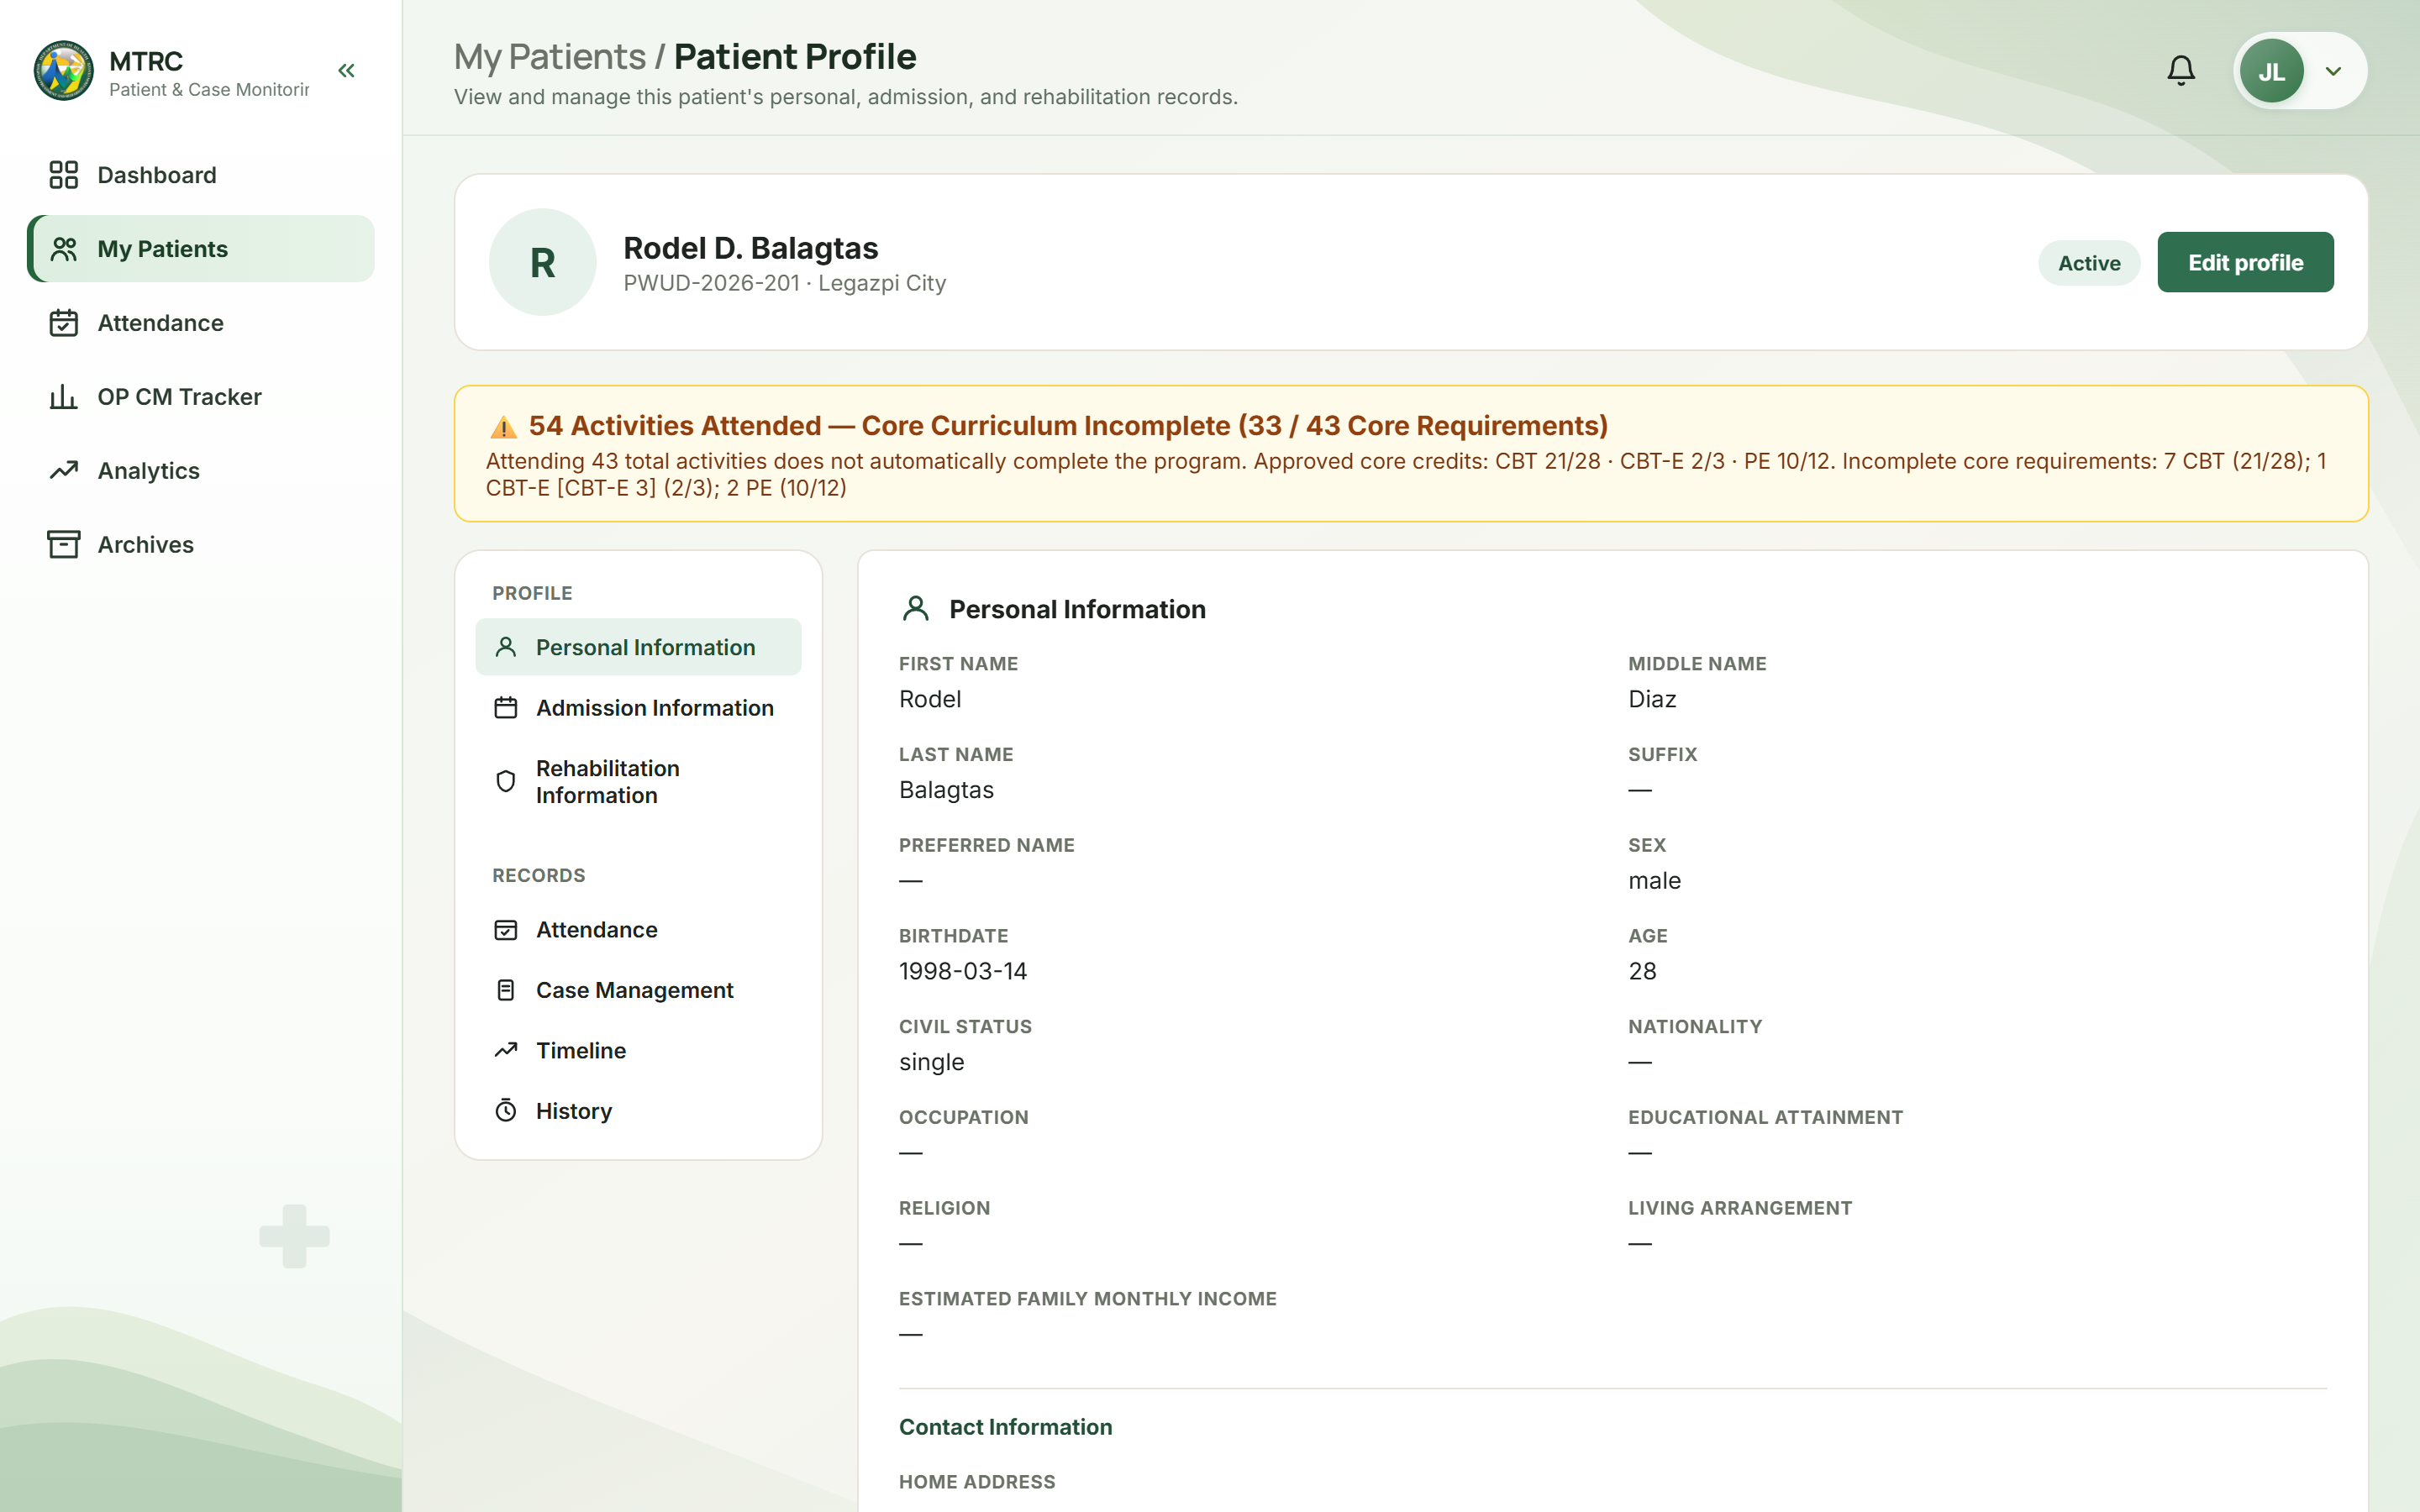 MTRC
Patient & Case Monitorin
Dashboard
My Patients
Attendance
OP CM Tracker
Analytics
Archives
My Patients / Patient Profile
View and manage this patient's personal, admission, and rehabilitation records.
JL
R
Rodel D. Balagtas
PWUD-2026-201 · Legazpi City
Active
Edit profile
54 Activities Attended — Core Curriculum Incomplete (33 / 43 Core Requirements)
Attending 43 total activities does not automatically complete the program. Approved core credits: CBT 21/28 · CBT-E 2/3 · PE 10/12. Incomplete core requirements: 7 CBT (21/28); 1
CBT-E [CBT-E 3] (2/3); 2 PE (10/12)
PROFILE
Personal Information
Admission Information
Rehabilitation
Information
RECORDS
Attendance
Case Management
Timeline
History
Personal Information
FIRST NAME
Rodel
MIDDLE NAME
Diaz
LAST NAME
Balagtas
SUFFIX
—
PREFERRED NAME
—
SEX
male
BIRTHDATE
1998-03-14
AGE
28
CIVIL STATUS
single
NATIONALITY
—
OCCUPATION
—
EDUCATIONAL ATTAINMENT
—
RELIGION
—
LIVING ARRANGEMENT
—
ESTIMATED FAMILY MONTHLY INCOME
—
Contact Information
HOME ADDRESS